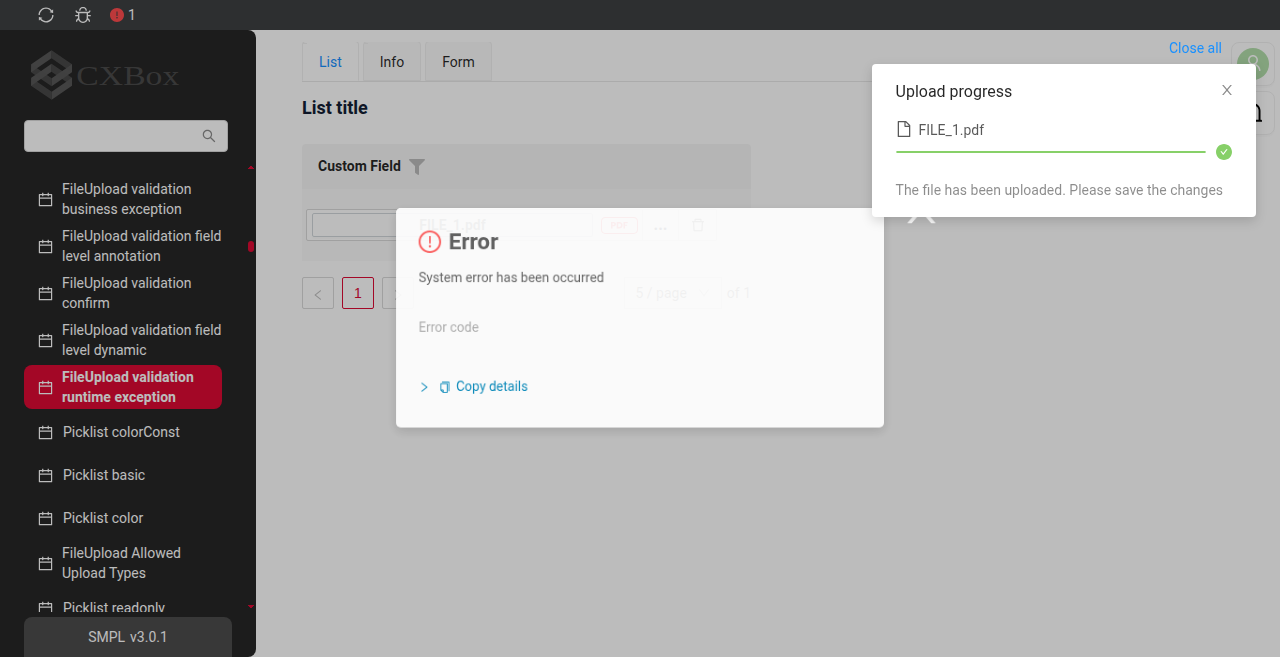 1
CXBox
FileUpload validation
business exception
FileUpload validation field
level annotation
FileUpload validation
confirm
FileUpload validation field
level dynamic
FileUpload validation
runtime exception
Picklist colorConst
Picklist basic
Picklist color
FileUpload Allowed
Upload Types
Picklist readonly
SMPL v3.0.1
List
Info
Form
Close all
List title
Custom Field
FILE_1.pdf
PDF
...
1
5 / page
of 1
Error
System error has been occurred
Error code
Copy details
Upload progress
FILE_1.pdf
The file has been uploaded. Please save the changes